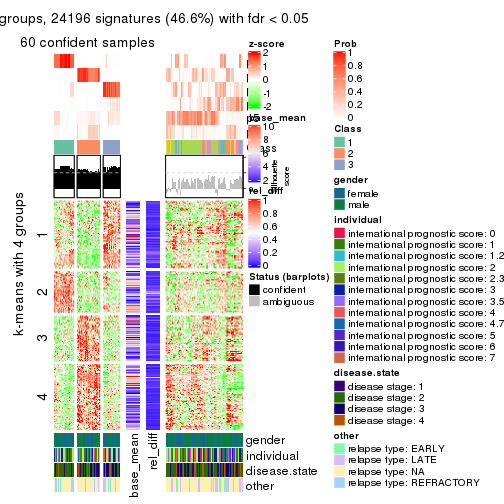 groups, 24196 signatures (46.6%) with fdr < 0.05
60 confident samples
k-means with 4 groups
1
2
3
4
base_mean
rel_diff
gender
individual
disease.state
other
z-score
2
1
0
-1
-2
base_mean
10
8
6
4
2
silhouette
score
rel_diff
1
0.8
0.6
0.4
0.2
0
Status (barplots)
confident
ambiguous
Prob
1
0.8
0.6
0.4
0.2
0
Class
1
2
3
gender
female
male
individual
international prognostic score: 0
international prognostic score: 1
international prognostic score: 1.2
international prognostic score: 2
international prognostic score: 2.3
international prognostic score: 3
international prognostic score: 3.5
international prognostic score: 4
international prognostic score: 4.7
international prognostic score: 5
international prognostic score: 6
international prognostic score: 7
disease.state
disease stage: 1
disease stage: 2
disease stage: 3
disease stage: 4
other
relapse type: EARLY
relapse type: LATE
relapse type: NA
relapse type: REFRACTORY